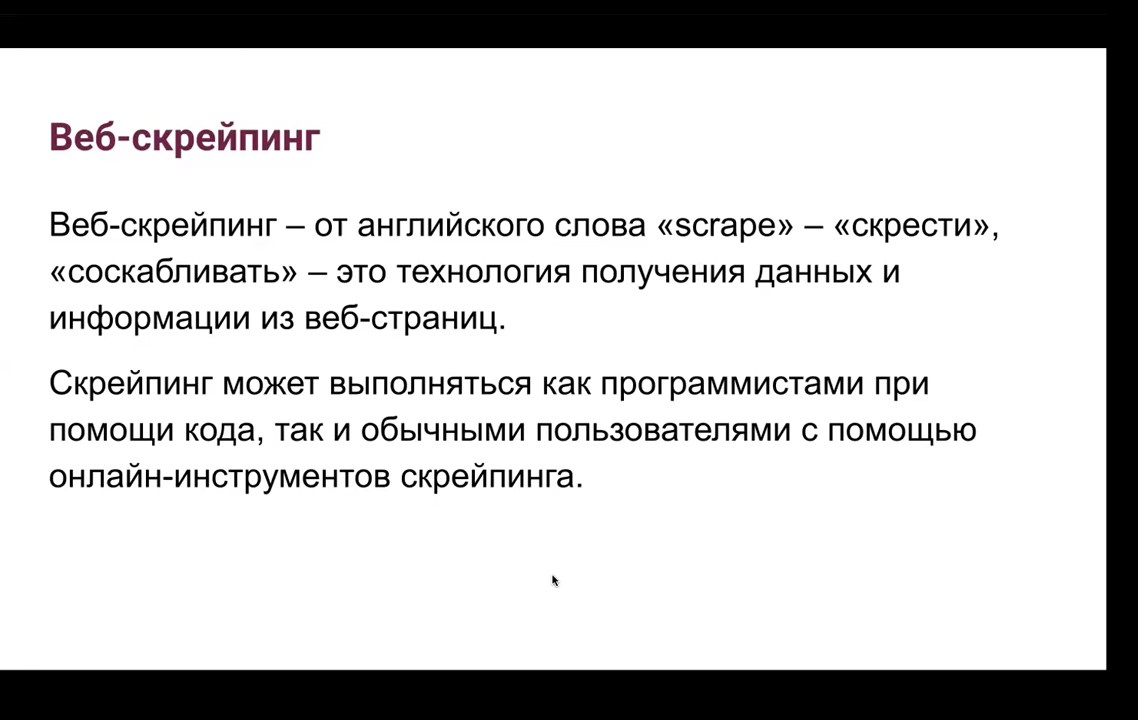 Веб-скрейпинг
Веб-скрейпинг – от английского слова «scrape» – «скрести»,
«соскабливать» – это технология получения данных и
информации из веб-страниц.
Скрейпинг может выполняться как программистами при
помощи кода, так и обычными пользователями с помощью
онлайн-инструментов скрейпинга.